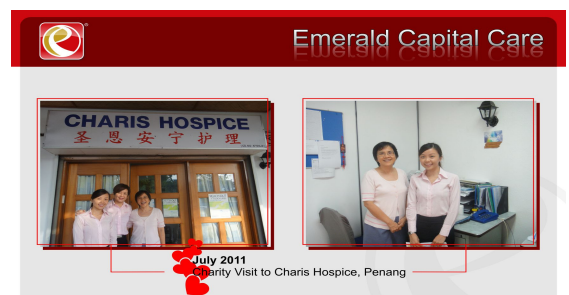 Emerald Capital Care
CHARIS HOSPICE
圣恩安宁护理
July 2011
Charity Visit to Charis Hospice, Penang